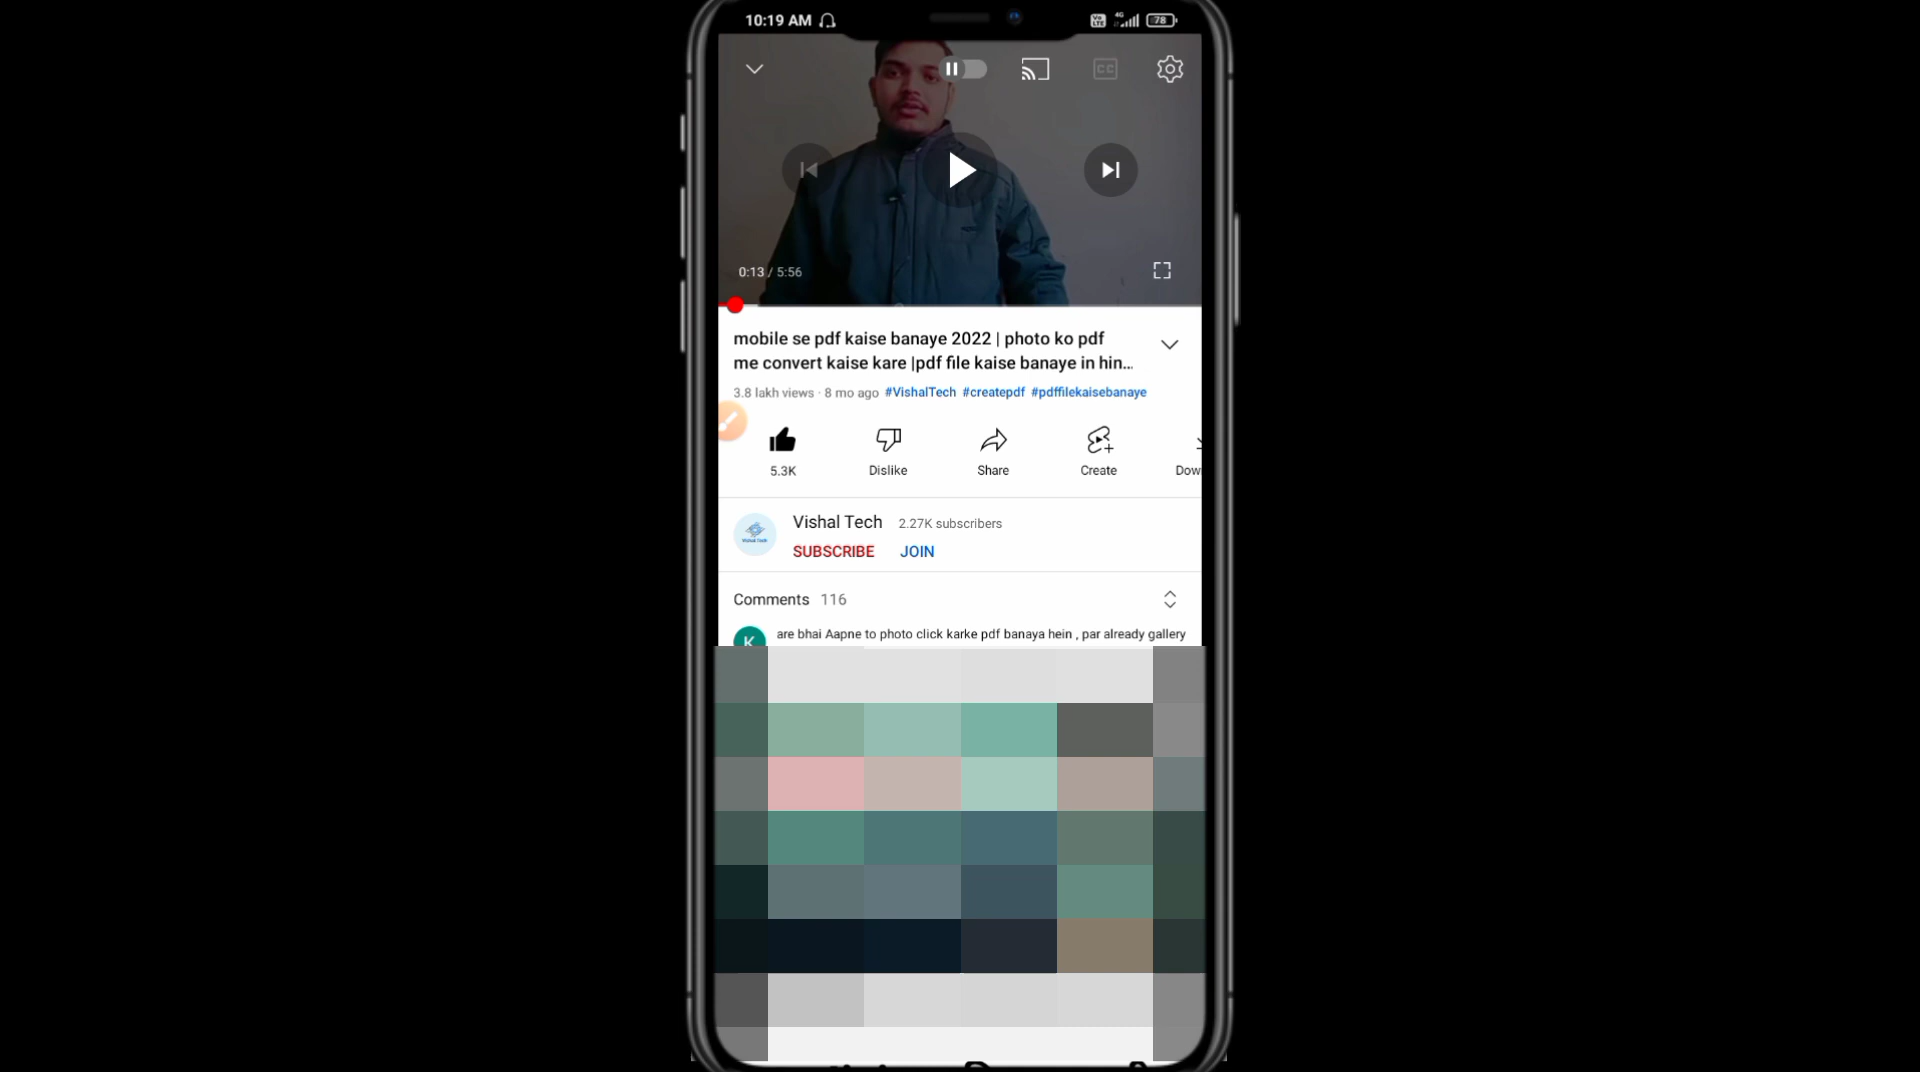 10:19 AM
4G
78
CC
0:13 / 5:56
mobile se pdf kaise banaye 2022 | photo ko pdf
me convert kaise kare |pdf file kaise banaye in hin...
3.8 lakh views · 8 mo ago #VishalTech #createpdf #pdffilekaisebanaye
5.3K
Dislike
Share
Create
Dow
Vishal Tech 2.27K subscribers
SUBSCRIBE JOIN
Comments 116
K
are bhai Aapne to photo click karke pdf banaya hein , par already gallery